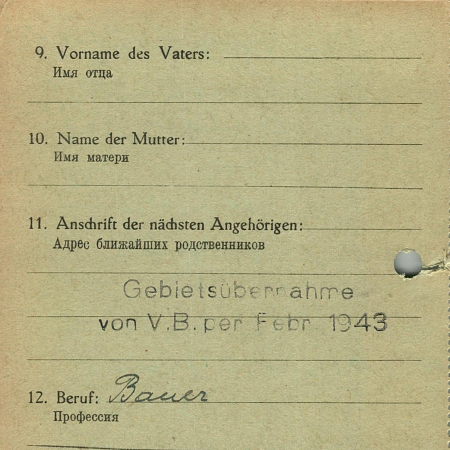 9. Vorname des Vaters:
Имя отца
10. Name der Mutter:
Имя матери
11. Anschrift der nächsten Angehörigen:
Адрес ближайших родственников
Gebietsübernahme
von V.B. per Febr. 1943
12. Beruf: Bauer
Профессия